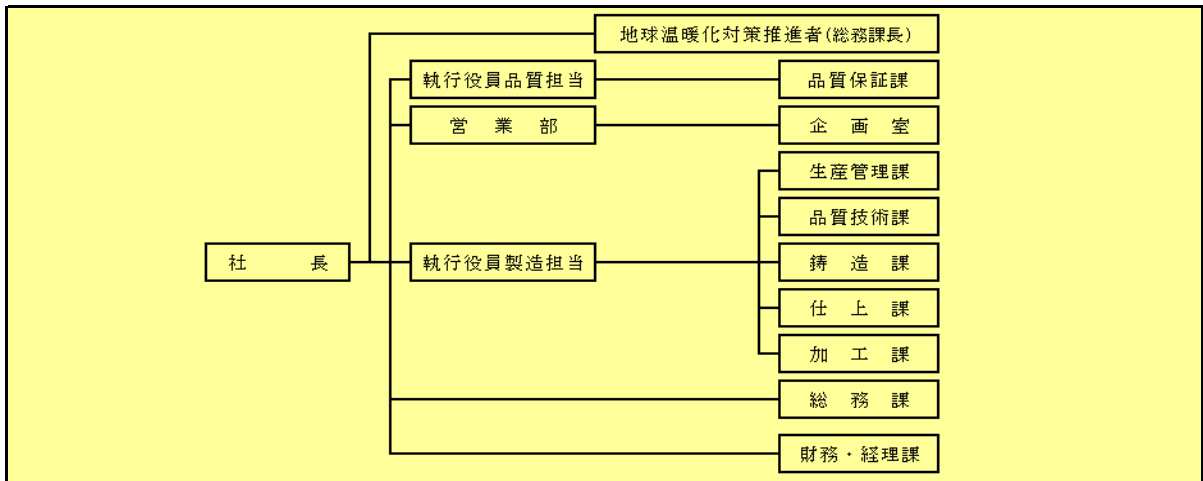 地球温暖化対策推進者(総務課長)
執行役員品質担当 品質保証課
営業部 企画室
生産管理課
品質技術課
社長 執行役員製造担当 鋳造課
仕上課
加工課
総務課
財務・経理課